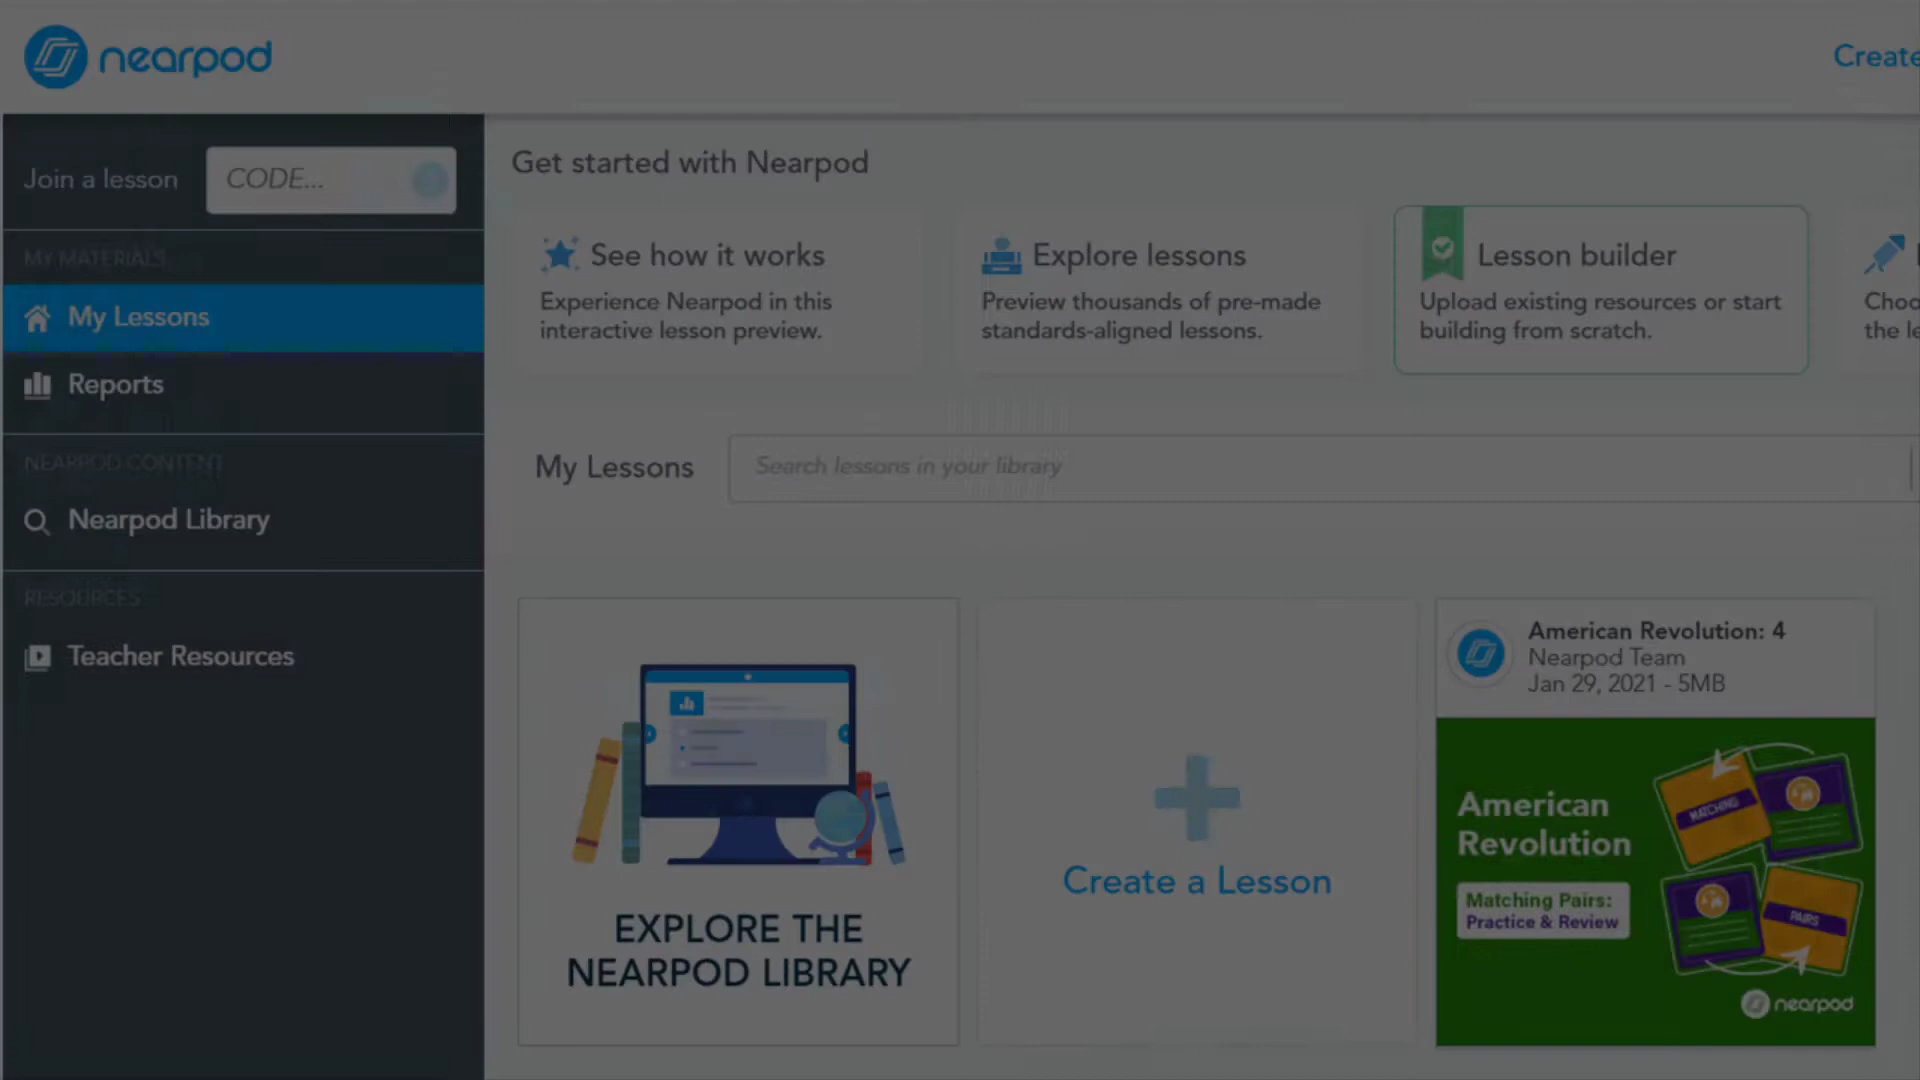 nearpod
Create
Join a lesson
CODE...
MY MATERIALS
My Lessons
Reports
NEARPOD CONTENT
Nearpod Library
RESOURCES
Teacher Resources
Get started with Nearpod
See how it works
Experience Nearpod in this
interactive lesson preview.
Explore lessons
Preview thousands of pre-made
standards-aligned lessons.
Lesson builder
Upload existing resources or start
building from scratch.
My Lessons
Search lessons in your library
EXPLORE THE
NEARPOD LIBRARY
Create a Lesson
American Revolution: 4
Nearpod Team
Jan 29, 2021 - 5MB
American
Revolution
Matching Pairs:
Practice & Review
MATCHING
PAIRS
nearpod